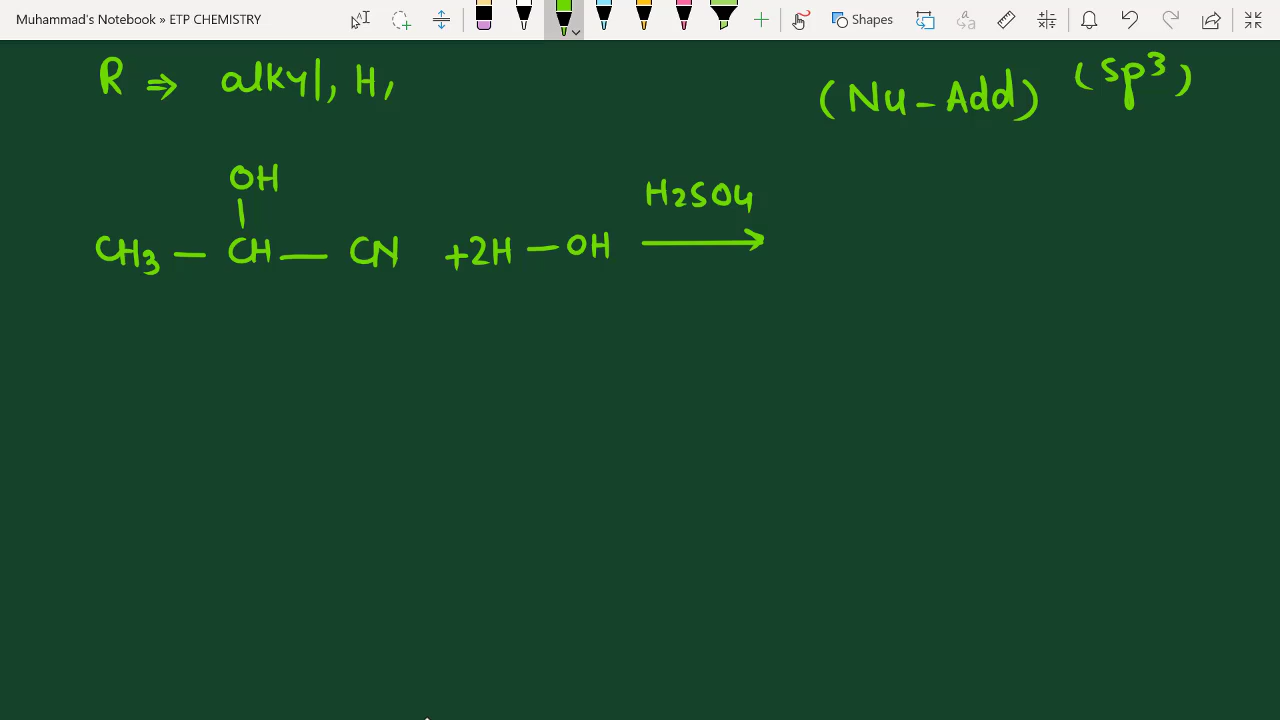 Muhammad's Notebook » ETP CHEMISTRY
Shapes
R ⇒ alkyl, H,
(Nu - Add) (Sp³)
OH
|
CH₃ — CH — CN + 2H — OH ⟶
H₂SO₄